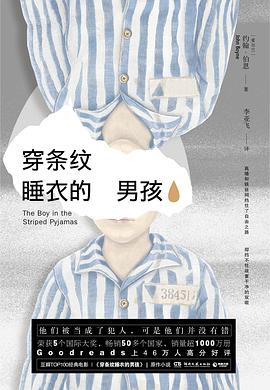 [爱尔兰]
约翰·伯恩
John Boyne
著
李亚飞
译
穿条纹
睡衣的 男孩
The Boy in the
Striped Pyjamas
38451
他们被当成了犯人，可是他们并没有错
荣获5个国际大奖，畅销50多个国家、销量超1000万册
Goodreads上46万人高分好评
豆瓣TOP100经典电影《穿条纹睡衣的男孩》原作小说